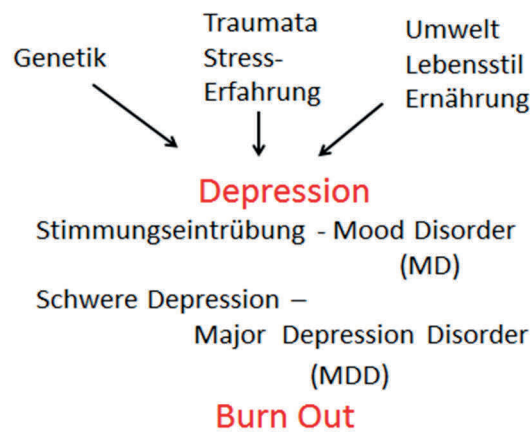 Genetik
Traumata
Stress-
Erfahrung
Umwelt
Lebensstil
Ernährung
Depression
Stimmungseintrübung - Mood Disorder
(MD)
Schwere Depression –
Major Depression Disorder
(MDD)
Burn Out